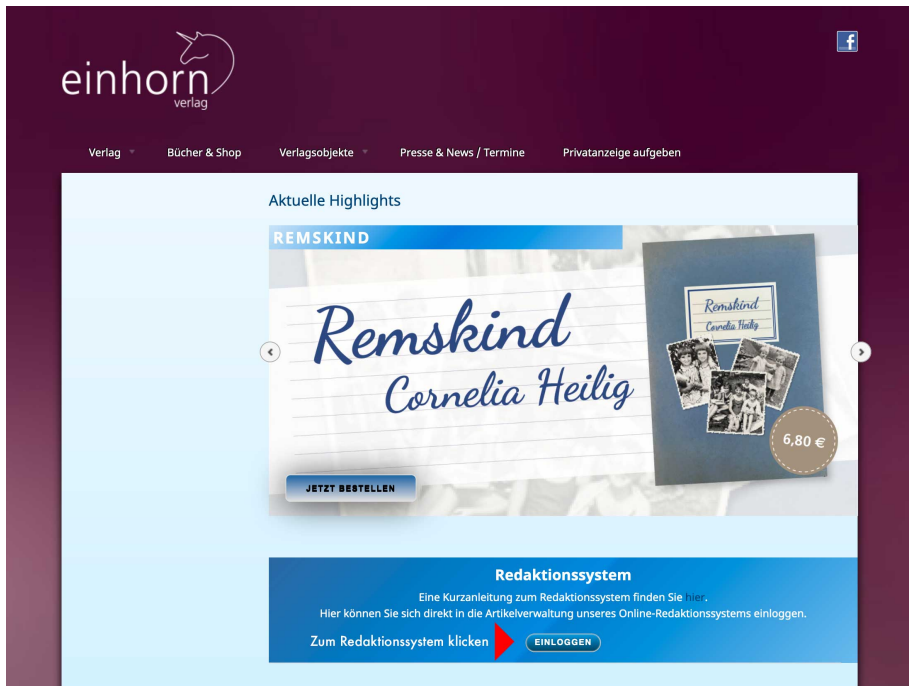 einhorn
verlag
f
Verlag
Bücher & Shop
Verlagsobjekte
Presse & News / Termine
Privatanzeige aufgeben
Aktuelle Highlights
REMSKIND
Remskind
Cornelia Heilig
Remskind
Cornelia Heilig
6,80 €
JETZT BESTELLEN
Redaktionssystem
Eine Kurzanleitung zum Redaktionssystem finden Sie hier.
Hier können Sie sich direkt in die Artikelverwaltung unseres Online-Redaktionssystems einloggen.
Zum Redaktionssystem klicken
EINLOGGEN